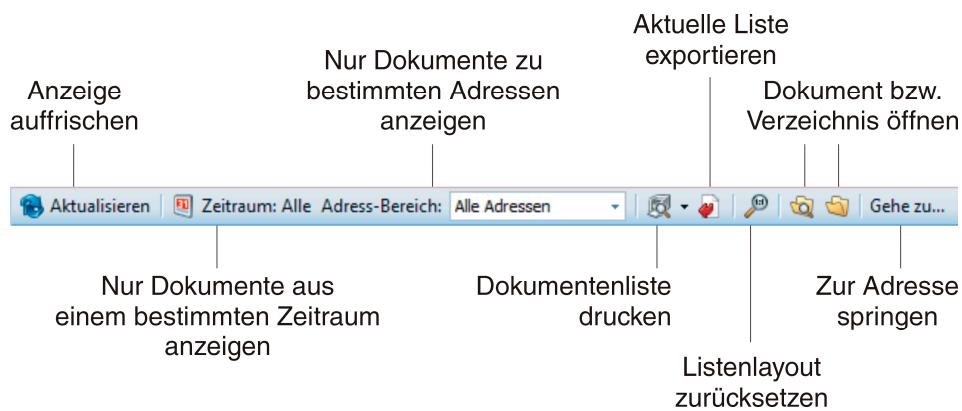 Aktuelle Liste
exportieren
Nur Dokumente zu
bestimmten Adressen
anzeigen
Anzeige
auffrischen
Dokument bzw.
Verzeichnis öffnen
Aktualisieren Zeitraum: Alle Adress-Bereich: Alle Adressen Gehe zu...
Nur Dokumente aus
einem bestimmten Zeitraum
anzeigen
Dokumentenliste
drucken
Zur Adresse
springen
Listenlayout
zurücksetzen